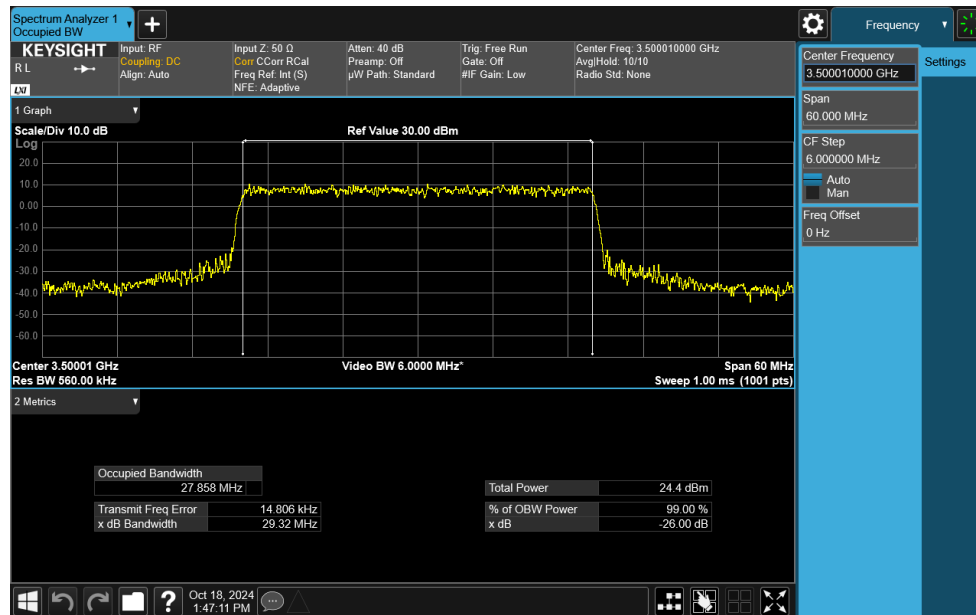 Spectrum Analyzer 1
Occupied BW
Frequency
KEYSIGHT
R L
LXI
Input: RF
Coupling: DC
Align: Auto
Input Z: 50 Ω
Corr CCorr RCal
Freq Ref: Int (S)
NFE: Adaptive
Atten: 40 dB
Preamp: Off
µW Path: Standard
Trig: Free Run
Gate: Off
#IF Gain: Low
Center Freq: 3.500010000 GHz
Avg|Hold: 10/10
Radio Std: None
Center Frequency
3.500010000 GHz
Settings
Span
60.000 MHz
CF Step
6.000000 MHz
Auto
Man
Freq Offset
0 Hz
1 Graph
Scale/Div 10.0 dB
Ref Value 30.00 dBm
Log
20.0
10.0
0.00
-10.0
-20.0
-30.0
-40.0
-50.0
-60.0
Center 3.50001 GHz
Video BW 6.0000 MHz*
Span 60 MHz
Res BW 560.00 kHz
Sweep 1.00 ms (1001 pts)
2 Metrics
Occupied Bandwidth
27.858 MHz
Transmit Freq Error 14.806 kHz
x dB Bandwidth 29.32 MHz
Total Power 24.4 dBm
% of OBW Power 99.00 %
x dB -26.00 dB
?
Oct 18, 2024
1:47:11 PM